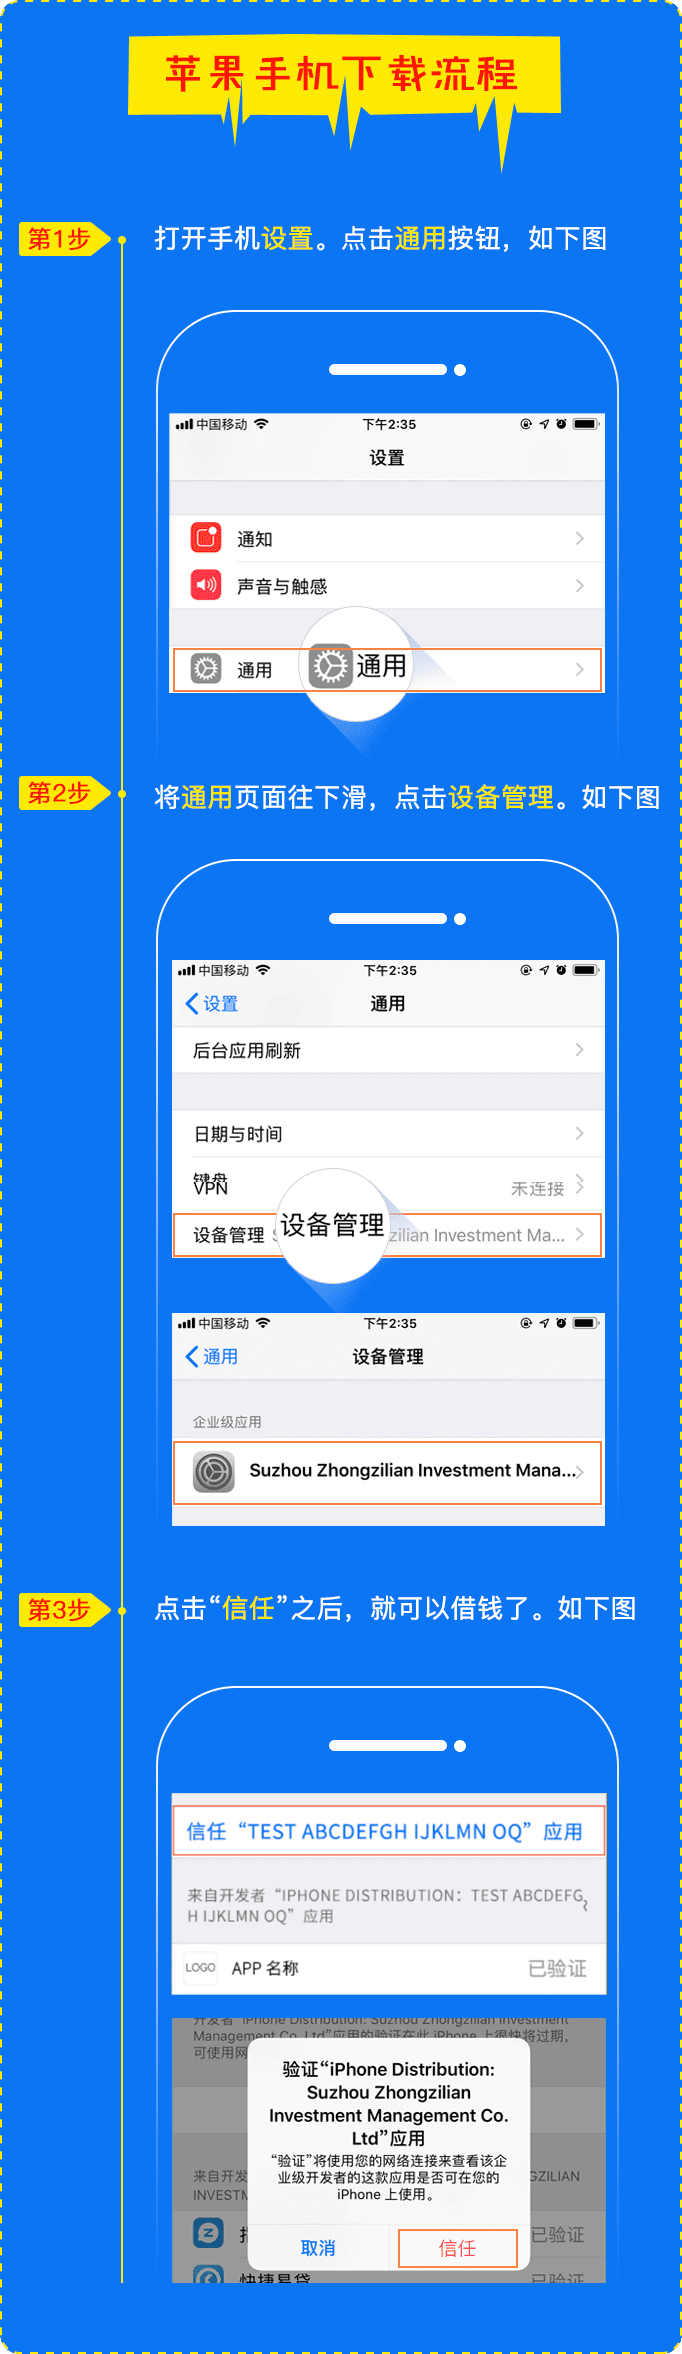 苹果手机下载流程
第1步
打开手机设置。点击通用按钮，如下图
中国移动 下午2:35
设置
通知
声音与触感
通用
通用
第2步
将通用页面往下滑，点击设备管理。如下图
中国移动 下午2:35
设置 通用
后台应用刷新
日期与时间
键盘
VPN 未连接
设备管理 zilian Investment Ma...
设备管理
中国移动 下午2:35
通用 设备管理
企业级应用
Suzhou Zhongzilian Investment Mana...
第3步
点击“信任”之后，就可以借钱了。如下图
信任“TEST ABCDEFGH IJKLMN OQ”应用
来自开发者“IPHONE DISTRIBUTION：TEST ABCDEFG
H IJKLMN OQ”应用
LOGO APP 名称 已验证
开发者“iPhone Distribution: Suzhou Zhongzilian Investment
Management Co. Ltd”应用的验证在此 iPhone 上很快将过期，
可使用网
验证“iPhone Distribution:
Suzhou Zhongzilian
Investment Management Co.
Ltd”应用
“验证”将使用您的网络连接来查看该企
业级开发者的这款应用是否可在您的
iPhone 上使用。
来自开发 GZILIAN
INVESTM
已验证
取消 信任
快捷易贷 已验证